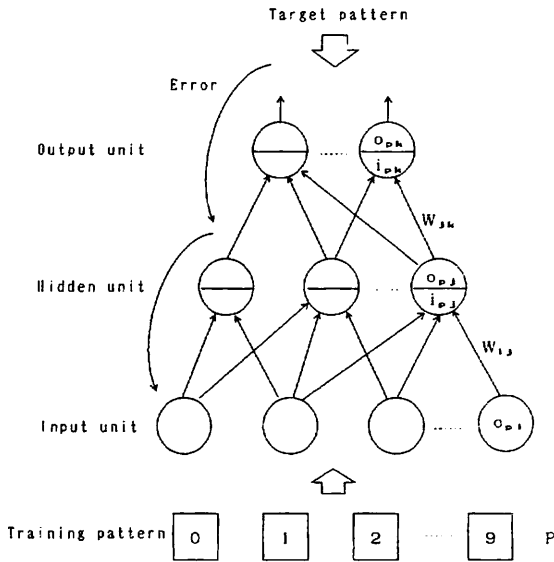 Target pattern
Error
Output unit
o_pk
i_pk
W_jk
Hidden unit
o_pj
i_pj
W_ij
Input unit
o_pi
Training pattern 0 1 2 ...... 9 p